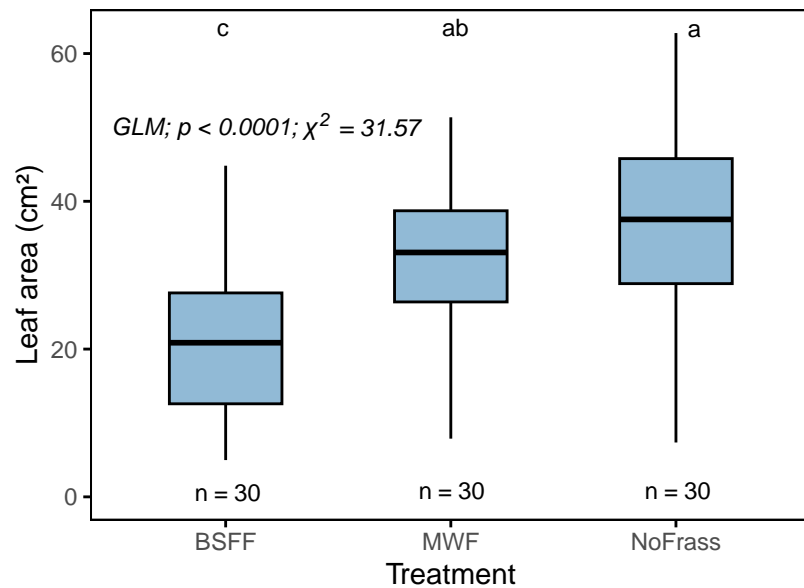 c ab a
60
GLM; p < 0.0001; χ² = 31.57
40
Leaf area (cm²)
20
0
n = 30 n = 30 n = 30
BSFF MWF NoFrass
Treatment